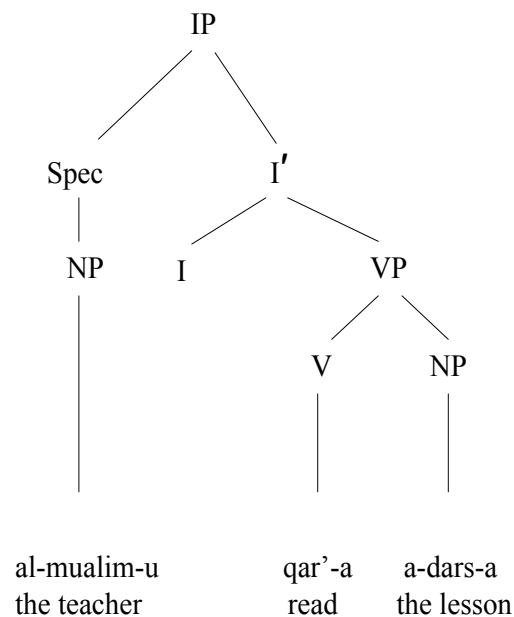 IP
Spec I′
NP I VP
V NP
al-mualim-u qar’-a a-dars-a
the teacher read the lesson